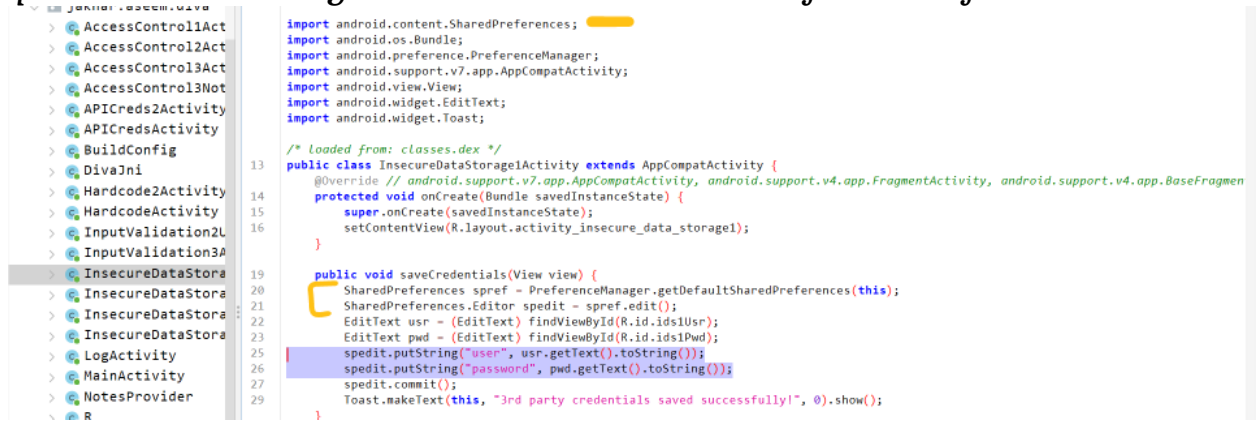 jakhar.aseem.diva
AccessControl1Act
AccessControl2Act
AccessControl3Act
AccessControl3Not
APICreds2Activity
APICredsActivity
BuildConfig
DivaJni
Hardcode2Activity
HardcodeActivity
InputValidation2U
InputValidation3A
InsecureDataStora
InsecureDataStora
InsecureDataStora
InsecureDataStora
LogActivity
MainActivity
NotesProvider
R
import android.content.SharedPreferences;
import android.os.Bundle;
import android.preference.PreferenceManager;
import android.support.v7.app.AppCompatActivity;
import android.view.View;
import android.widget.EditText;
import android.widget.Toast;
/* loaded from: classes.dex */
13 public class InsecureDataStorage1Activity extends AppCompatActivity {
@Override // android.support.v7.app.AppCompatActivity, android.support.v4.app.FragmentActivity, android.support.v4.app.BaseFragmen
14 protected void onCreate(Bundle savedInstanceState) {
15 super.onCreate(savedInstanceState);
16 setContentView(R.layout.activity_insecure_data_storage1);
}
19 public void saveCredentials(View view) {
20 SharedPreferences spref = PreferenceManager.getDefaultSharedPreferences(this);
21 SharedPreferences.Editor spedit = spref.edit();
22 EditText usr = (EditText) findViewById(R.id.ids1Usr);
23 EditText pwd = (EditText) findViewById(R.id.ids1Pwd);
25 spedit.putString("user", usr.getText().toString());
26 spedit.putString("password", pwd.getText().toString());
27 spedit.commit();
29 Toast.makeText(this, "3rd party credentials saved successfully!", 0).show();
}